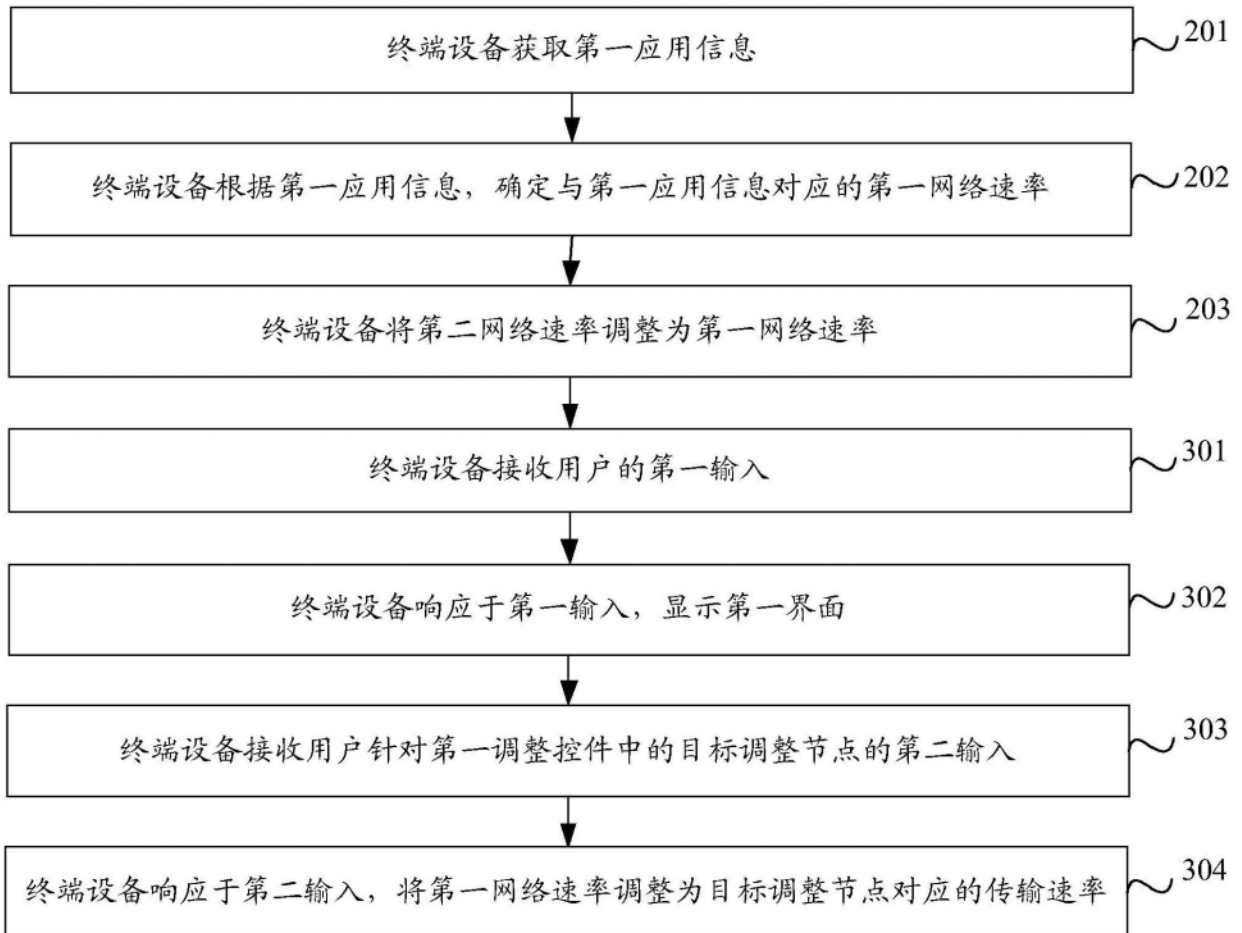 终端设备获取第一应用信息
201
终端设备根据第一应用信息，确定与第一应用信息对应的第一网络速率
202
终端设备将第二网络速率调整为第一网络速率
203
终端设备接收用户的第一输入
301
终端设备响应于第一输入，显示第一界面
302
终端设备接收用户针对第一调整控件中的目标调整节点的第二输入
303
终端设备响应于第二输入，将第一网络速率调整为目标调整节点对应的传输速率
304